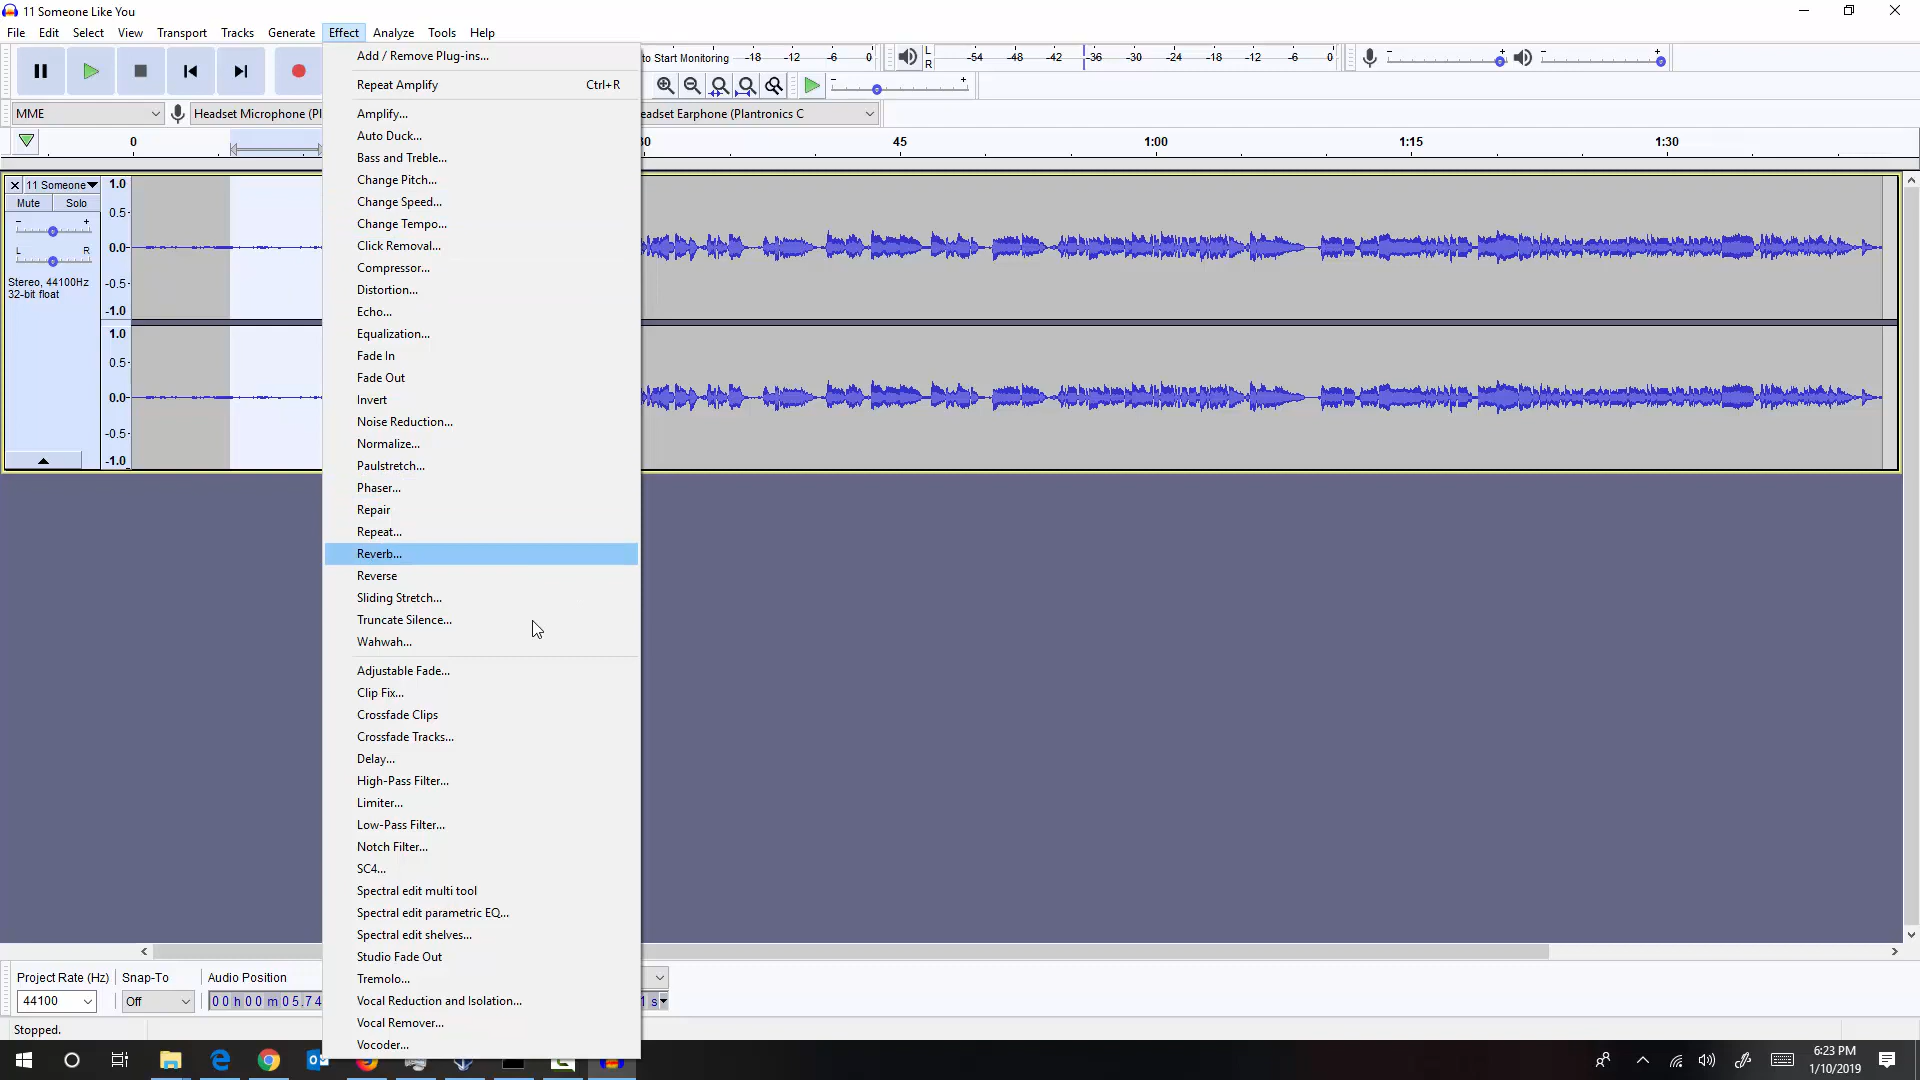 11 Someone Like You
File Edit Select View Transport Tracks Generate Effect Analyze Tools Help
to Start Monitoring -18 -12 -6 0
L
R
-54 -48 -42 -36 -30 -24 -18 -12 -6 0
MME
Headset Microphone (Pl
eadset Earphone (Plantronics C
0 30 45 1:00 1:15 1:30
Add / Remove Plug-ins...
Repeat Amplify Ctrl+R
Amplify...
Auto Duck...
Bass and Treble...
Change Pitch...
Change Speed...
Change Tempo...
Click Removal...
Compressor...
Distortion...
Echo...
Equalization...
Fade In
Fade Out
Invert
Noise Reduction...
Normalize...
Paulstretch...
Phaser...
Repair
Repeat...
Reverb...
Reverse
Sliding Stretch...
Truncate Silence...
Wahwah...
Adjustable Fade...
Clip Fix...
Crossfade Clips
Crossfade Tracks...
Delay...
High-Pass Filter...
Limiter...
Low-Pass Filter...
Notch Filter...
SC4...
Spectral edit multi tool
Spectral edit parametric EQ...
Spectral edit shelves...
Studio Fade Out
Tremolo...
Vocal Reduction and Isolation...
Vocal Remover...
Vocoder...
11 Someone
Mute Solo
- +
L R
Stereo, 44100Hz
32-bit float
1.0
0.5
0.0
-0.5
-1.0
1.0
0.5
0.0
-0.5
-1.0
Project Rate (Hz) Snap-To Audio Position
44100 Off 00 h 00 m 05.74
1 s
Stopped.
6:23 PM
1/10/2019